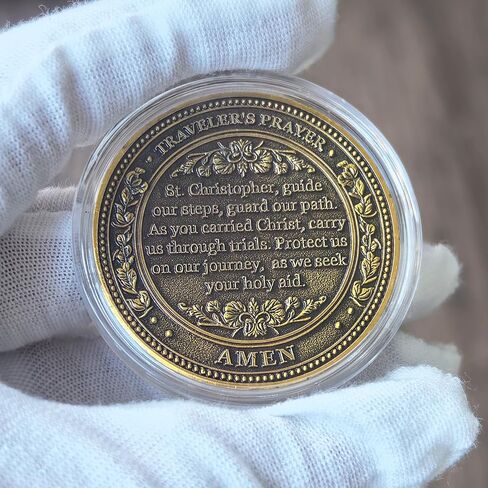 TRAVELER'S PRAYER
St. Christopher, guide
our steps, guard our path.
As you carried Christ, carry
us through trials. Protect us
on our journey, as we seek
your holy aid.
AMEN